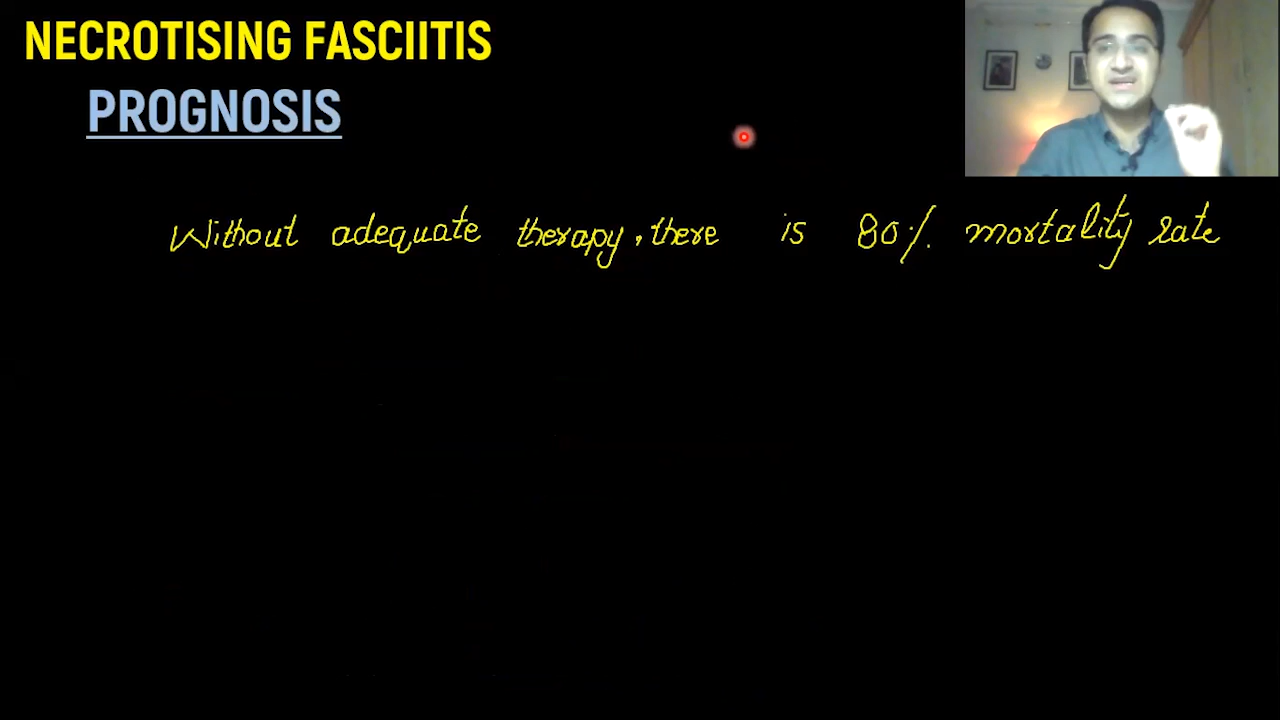 NECROTISING FASCIITIS
PROGNOSIS
Without adequate therapy, there is 80% mortality rate